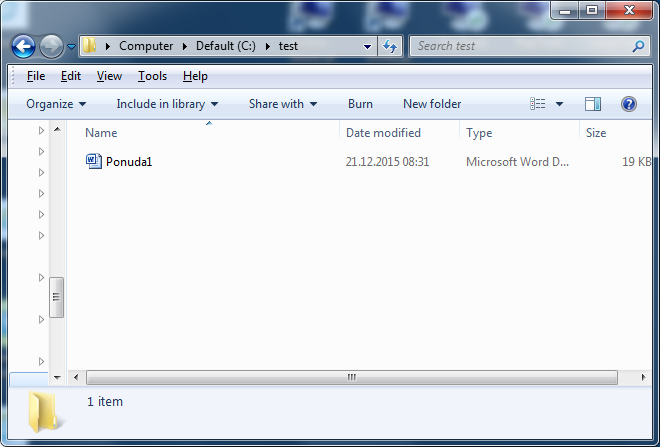 Computer Default (C:) test
Search test
File Edit View Tools Help
Organize Include in library Share with Burn New folder
Name Date modified Type Size
Ponuda1 21.12.2015 08:31 Microsoft Word D... 19 KB
1 item